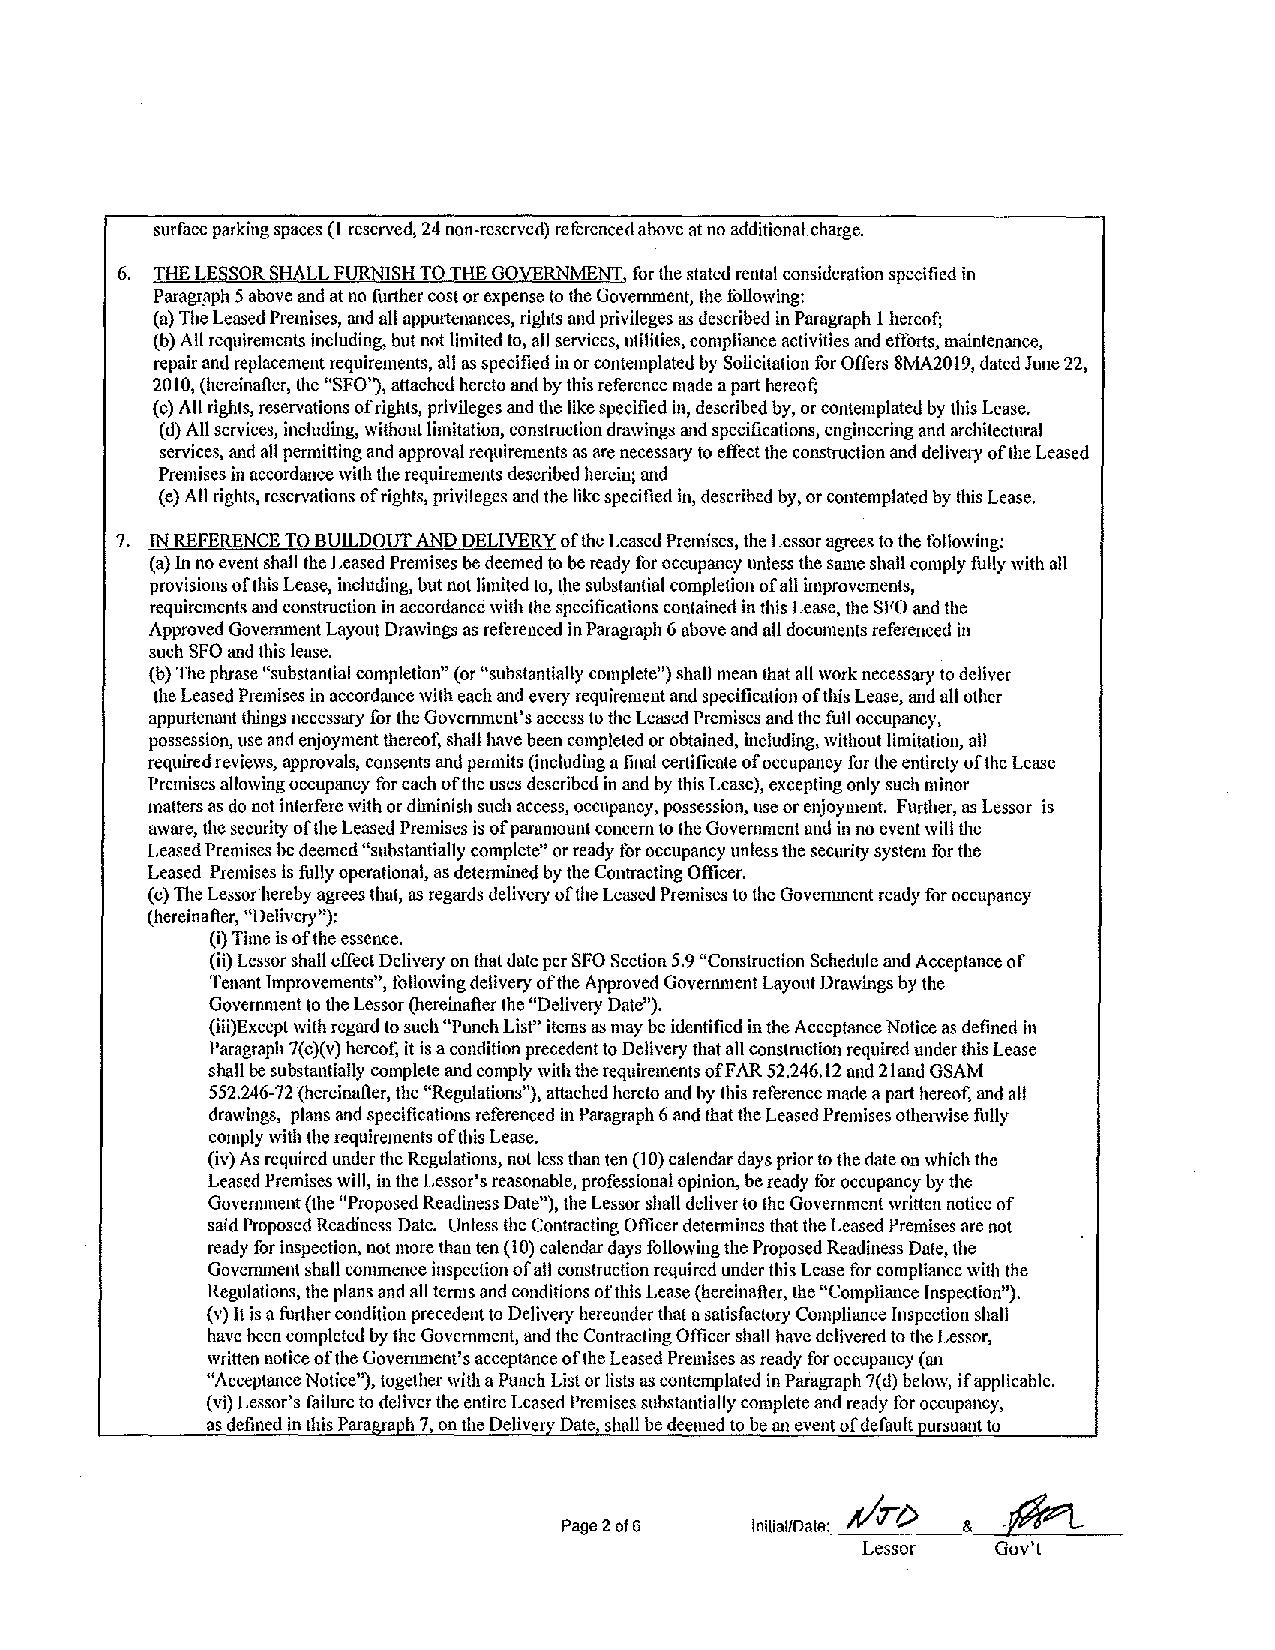 surface parking spaces (1 reserved, 24 non-reserved) referenced above at no additional charge.
6. THE LESSOR SHALL FURNISH TO THE GOVERNMENT, for the stated rental consideration specified in
Paragraph 5 above and at no further cost or expense to the Government, the following:
(a) The Leased Premises, and all appurtenances, rights and privileges as described in Paragraph 1 hereof;
(b) All requirements including, but not limited to, all services, utilities, compliance activities and efforts, maintenance,
repair and replacement requirements, all as specified in or contemplated by Solicitation for Offers 8MA2019, dated June 22,
2010, (hereinafter, the "SFO"), attached hereto and by this reference made a part hereof;
(c) All rights, reservations of rights, privileges and the like specified in, described by, or contemplated by this Lease.
(d) All services, including, without limitation, construction drawings and specifications, engineering and architectural
services, and all permitting and approval requirements as are necessary to effect the construction and delivery of the Leased
Premises in accordance with the requirements described herein; and
(e) All rights, reservations of rights, privileges and the like specified in, described by, or contemplated by this Lease.
7. IN REFERENCE TO BUILDOUT AND DELIVERY of the Leased Premises, the Lessor agrees to the following:
(a) In no event shall the Leased Premises be deemed to be ready for occupancy unless the same shall comply fully with all
provisions of this Lease, including, but not limited to, the substantial completion of all improvements,
requirements and construction in accordance with the specifications contained in this Lease, the SFO and the
Approved Government Layout Drawings as referenced in Paragraph 6 above and all documents referenced in
such SFO and this lease.
(b) The phrase "substantial completion" (or "substantially complete") shall mean that all work necessary to deliver
the Leased Premises in accordance with each and every requirement and specification of this Lease, and all other
appurtenant things necessary for the Government's access to the Leased Premises and the full occupancy,
possession, use and enjoyment thereof, shall have been completed or obtained, including, without limitation, all
required reviews, approvals, consents and permits (including a final certificate of occupancy for the entirety of the Lease
Premises allowing occupancy for each of the uses described in and by this Lease), excepting only such minor
matters as do not interfere with or diminish such access, occupancy, possession, use or enjoyment. Further, as Lessor is
aware, the security of the Leased Premises is of paramount concern to the Government and in no event will the
Leased Premises be deemed "substantially complete" or ready for occupancy unless the security system for the
Leased Premises is fully operational, as determined by the Contracting Officer.
(c) The Lessor hereby agrees that, as regards delivery of the Leased Premises to the Government ready for occupancy
(hereinafter, "Delivery"):
(i) Time is of the essence.
(ii) Lessor shall effect Delivery on that date per SFO Section 5.9 "Construction Schedule and Acceptance of
Tenant Improvements", following delivery of the Approved Government Layout Drawings by the
Government to the Lessor (hereinafter the "Delivery Date").
(iii)Except with regard to such "Punch List" items as may be identified in the Acceptance Notice as defined in
Paragraph 7(c)(v) hereof, it is a condition precedent to Delivery that all construction required under this Lease
shall be substantially complete and comply with the requirements of FAR 52.246.12 and 21and GSAM
552.246-72 (hereinafter, the "Regulations"), attached hereto and by this reference made a part hereof, and all
drawings, plans and specifications referenced in Paragraph 6 and that the Leased Premises otherwise fully
comply with the requirements of this Lease.
(iv) As required under the Regulations, not less than ten (10) calendar days prior to the date on which the
Leased Premises will, in the Lessor's reasonable, professional opinion, be ready for occupancy by the
Government (the "Proposed Readiness Date"), the Lessor shall deliver to the Government written notice of
said Proposed Readiness Date. Unless the Contracting Officer determines that the Leased Premises are not
ready for inspection, not more than ten (10) calendar days following the Proposed Readiness Date, the
Government shall commence inspection of all construction required under this Lease for compliance with the
Regulations, the plans and all terms and conditions of this Lease (hereinafter, the "Compliance Inspection").
(v) It is a further condition precedent to Delivery hereunder that a satisfactory Compliance Inspection shall
have been completed by the Government, and the Contracting Officer shall have delivered to the Lessor,
written notice of the Government's acceptance of the Leased Premises as ready for occupancy (an
"Acceptance Notice"), together with a Punch List or lists as contemplated in Paragraph 7(d) below, if applicable.
(vi) Lessor's failure to deliver the entire Leased Premises substantially complete and ready for occupancy,
as defined in this Paragraph 7, on the Delivery Date, shall be deemed to be an event of default pursuant to
Page 2 of 6 Initial/Date: NJD &
Lessor Gov't